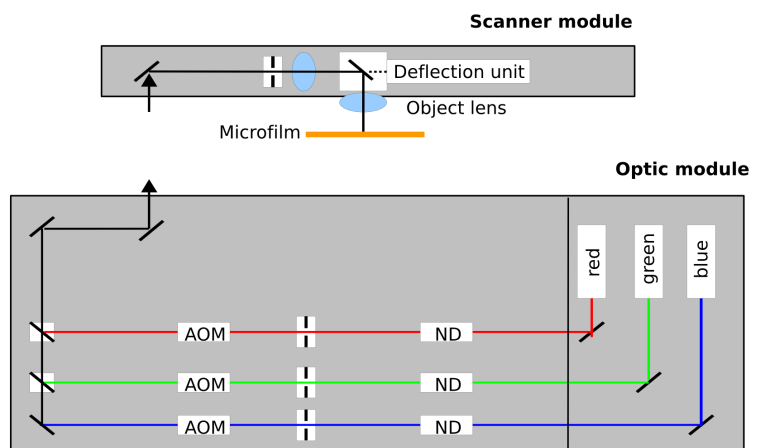 Scanner module
Deflection unit
Object lens
Microfilm
Optic module
red
green
blue
AOM
ND
AOM
ND
AOM
ND